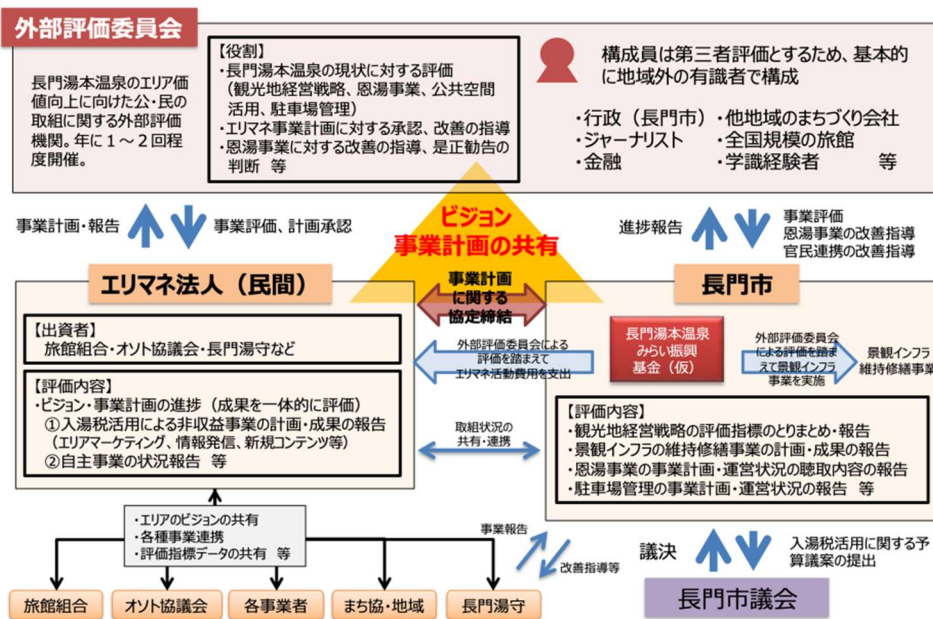 外部評価委員会
長門湯本温泉のエリア価
値向上に向けた公・民の
取組に関する外部評価
機関。年に１～２回程
度開催。
【役割】
・長門湯本温泉の現状に対する評価
（観光地経営戦略、恩湯事業、公共空間
活用、駐車場管理）
・エリマネ事業計画に対する承認、改善の指導
・恩湯事業に対する改善の指導、是正勧告の
判断 等
構成員は第三者評価とするため、基本的
に地域外の有識者で構成
・行政（長門市）
・ジャーナリスト
・金融
・他地域のまちづくり会社
・全国規模の旅館
・学識経験者 等
事業計画・報告
事業評価、計画承認
ビジョン
事業計画の共有
進捗報告
事業評価
恩湯事業の改善指導
官民連携の改善指導
エリマネ法人（民間）
事業計画
に関する
協定締結
長門市
【出資者】
旅館組合・オソト協議会・長門湯守など
【評価内容】
・ビジョン・事業計画の進捗（成果を一体的に評価）
①入湯税活用による非収益事業の計画・成果の報告
（エリアマーケティング、情報発信、新規コンテンツ等）
②自主事業の状況報告 等
外部評価委員会による
評価を踏まえて
エリマネ活動費用を支出
長門湯本温泉
みらい振興
基金（仮）
外部評価委員会
による評価を踏ま
えて景観インフラ
事業を実施
景観インフラ
維持修繕事業
取組状況の
共有・連携
【評価内容】
・観光地経営戦略の評価指標のとりまとめ・報告
・景観インフラの維持修繕事業の計画・成果の報告
・恩湯事業の事業計画・運営状況の聴取内容の報告
・駐車場管理の事業計画・運営状況の報告 等
・エリアのビジョンの共有
・各種事業連携
・評価指標データの共有 等
事業報告
改善指導等
議決
入湯税活用に関する予
算議案の提出
旅館組合
オソト協議会
各事業者
まち協・地域
長門湯守
長門市議会